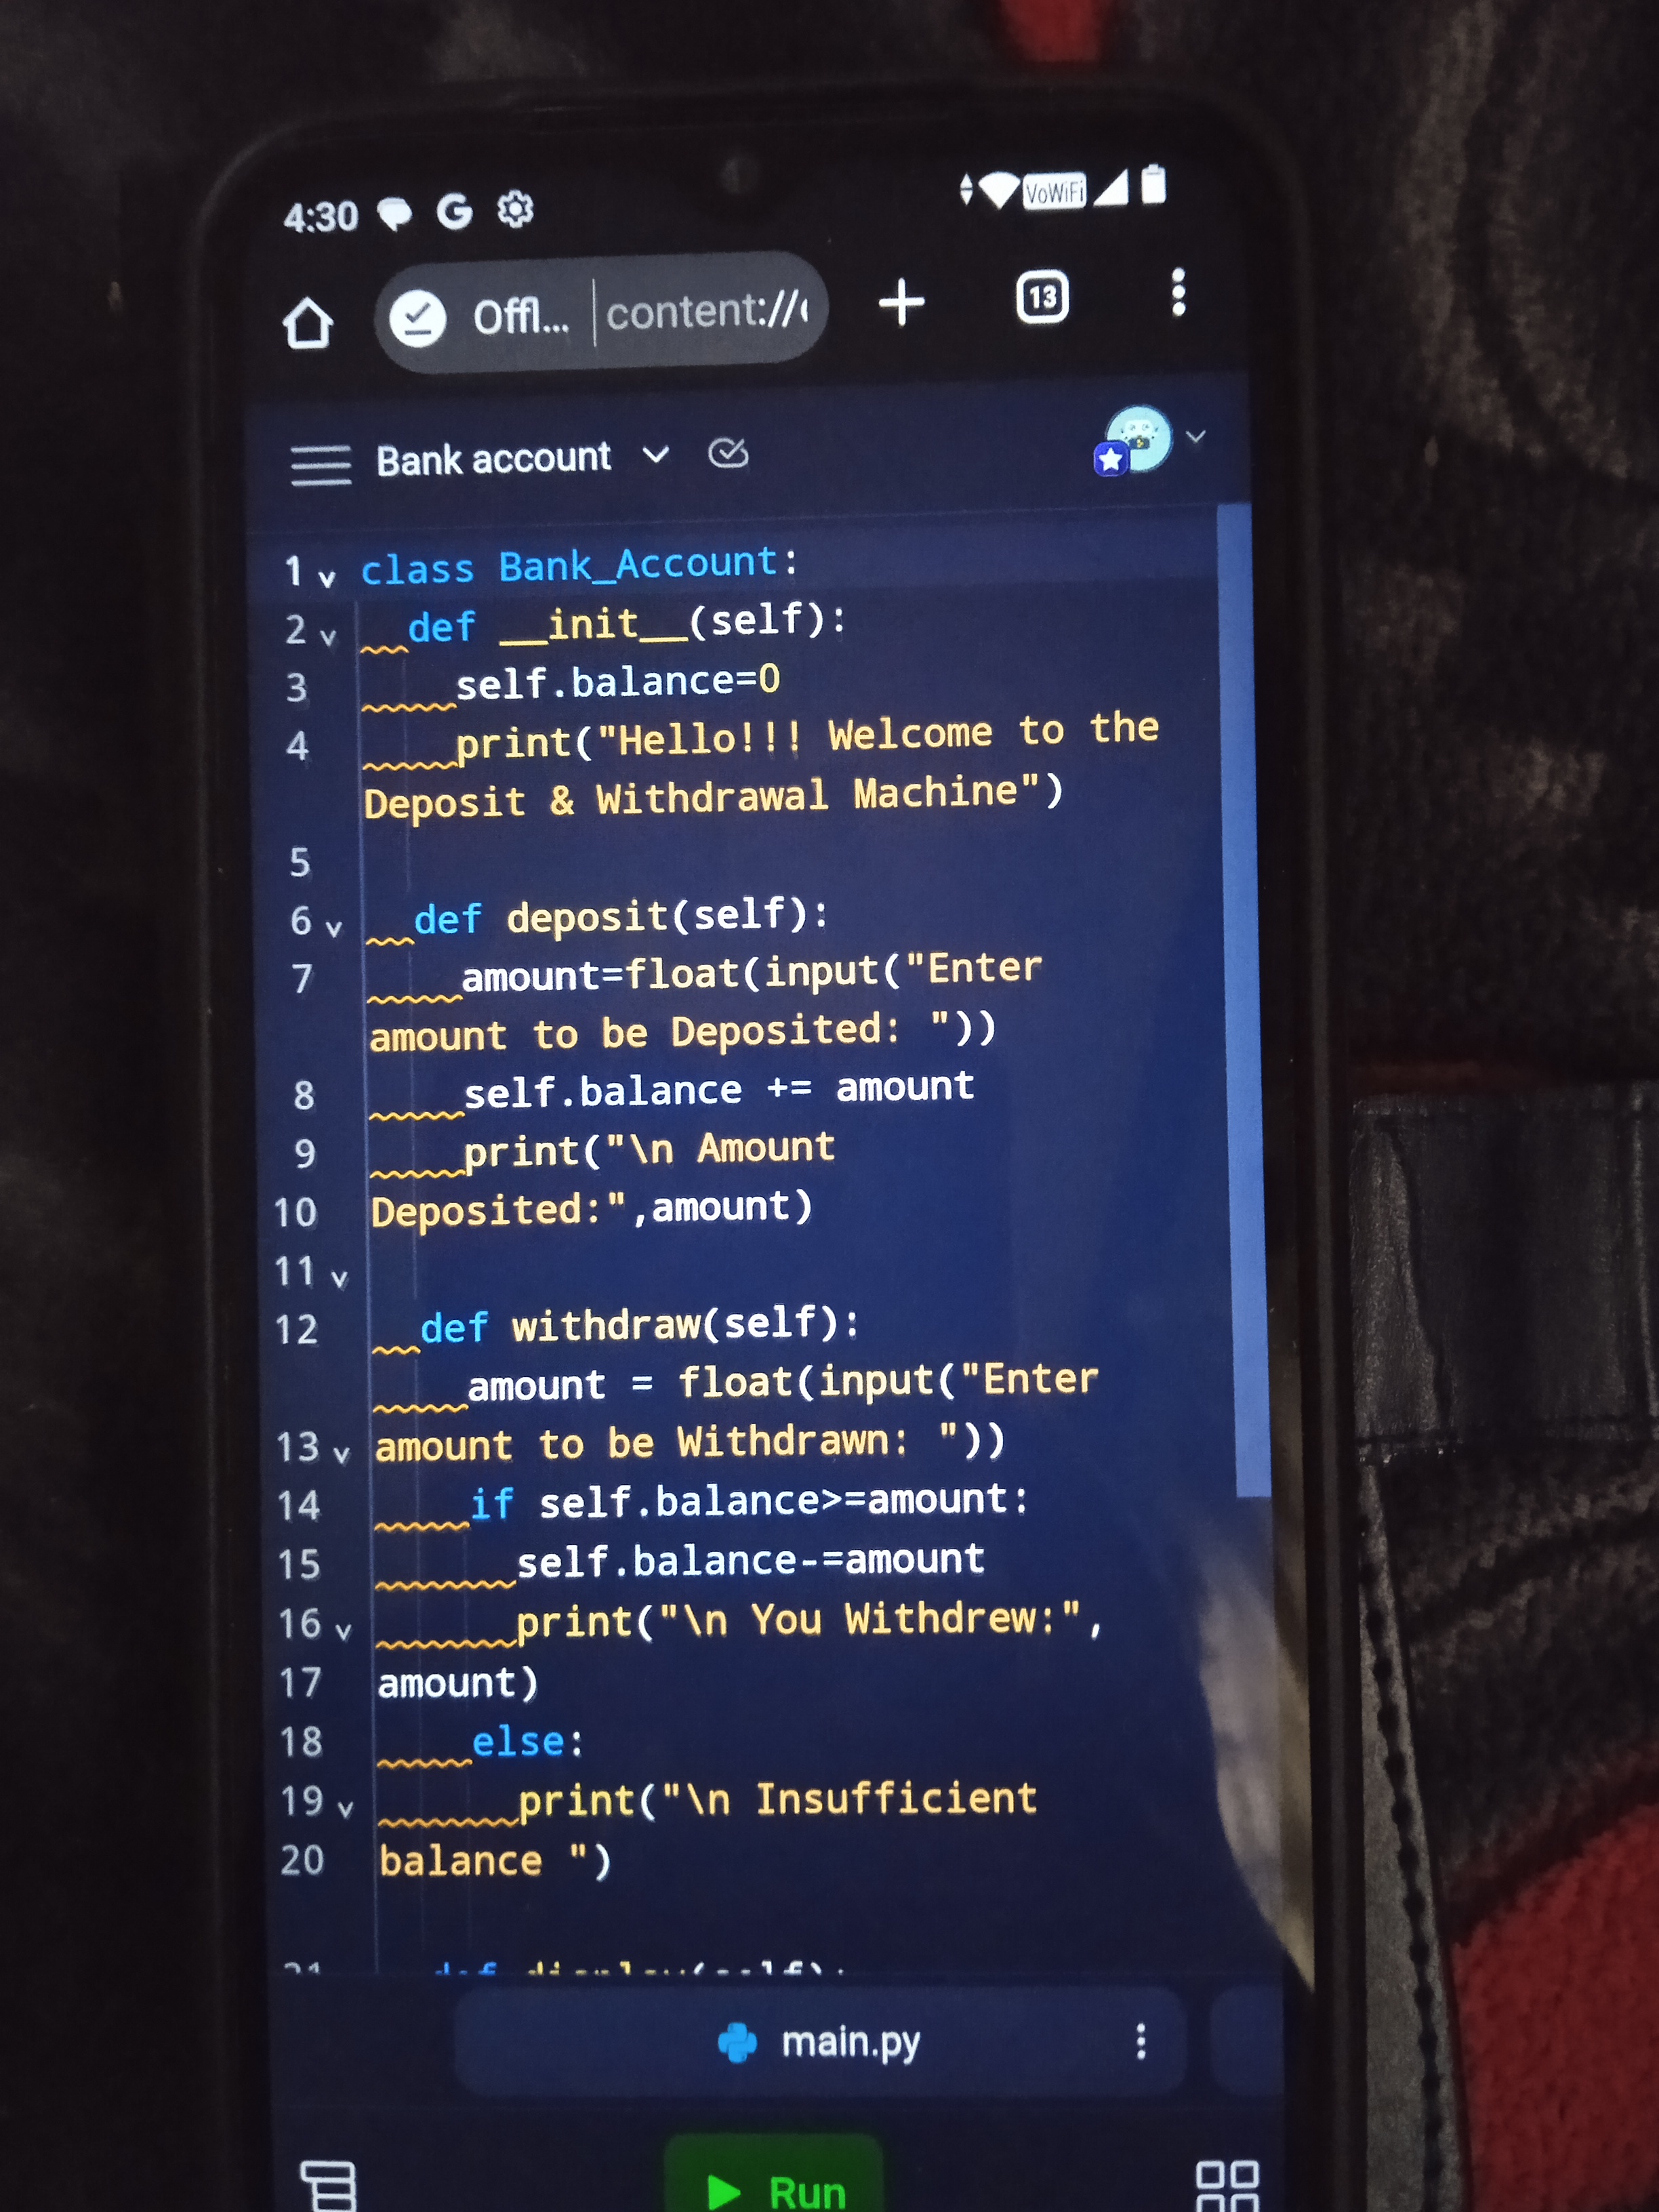 4:30 G VoWiFi
Offl... content://
13
Bank account
1 class Bank_Account:
2 def __init__(self):
3 self.balance=0
4 print("Hello!!! Welcome to the
Deposit & Withdrawal Machine")
5
6 def deposit(self):
7 amount=float(input("Enter
amount to be Deposited: "))
8 self.balance += amount
9 print("\n Amount
10 Deposited:",amount)
11
12 def withdraw(self):
amount = float(input("Enter
13 amount to be Withdrawn: "))
14 if self.balance>=amount:
15 self.balance-=amount
16 print("\n You Withdrew:",
17 amount)
18 else:
19 print("\n Insufficient
20 balance ")
21 def display(self):
main.py
Run